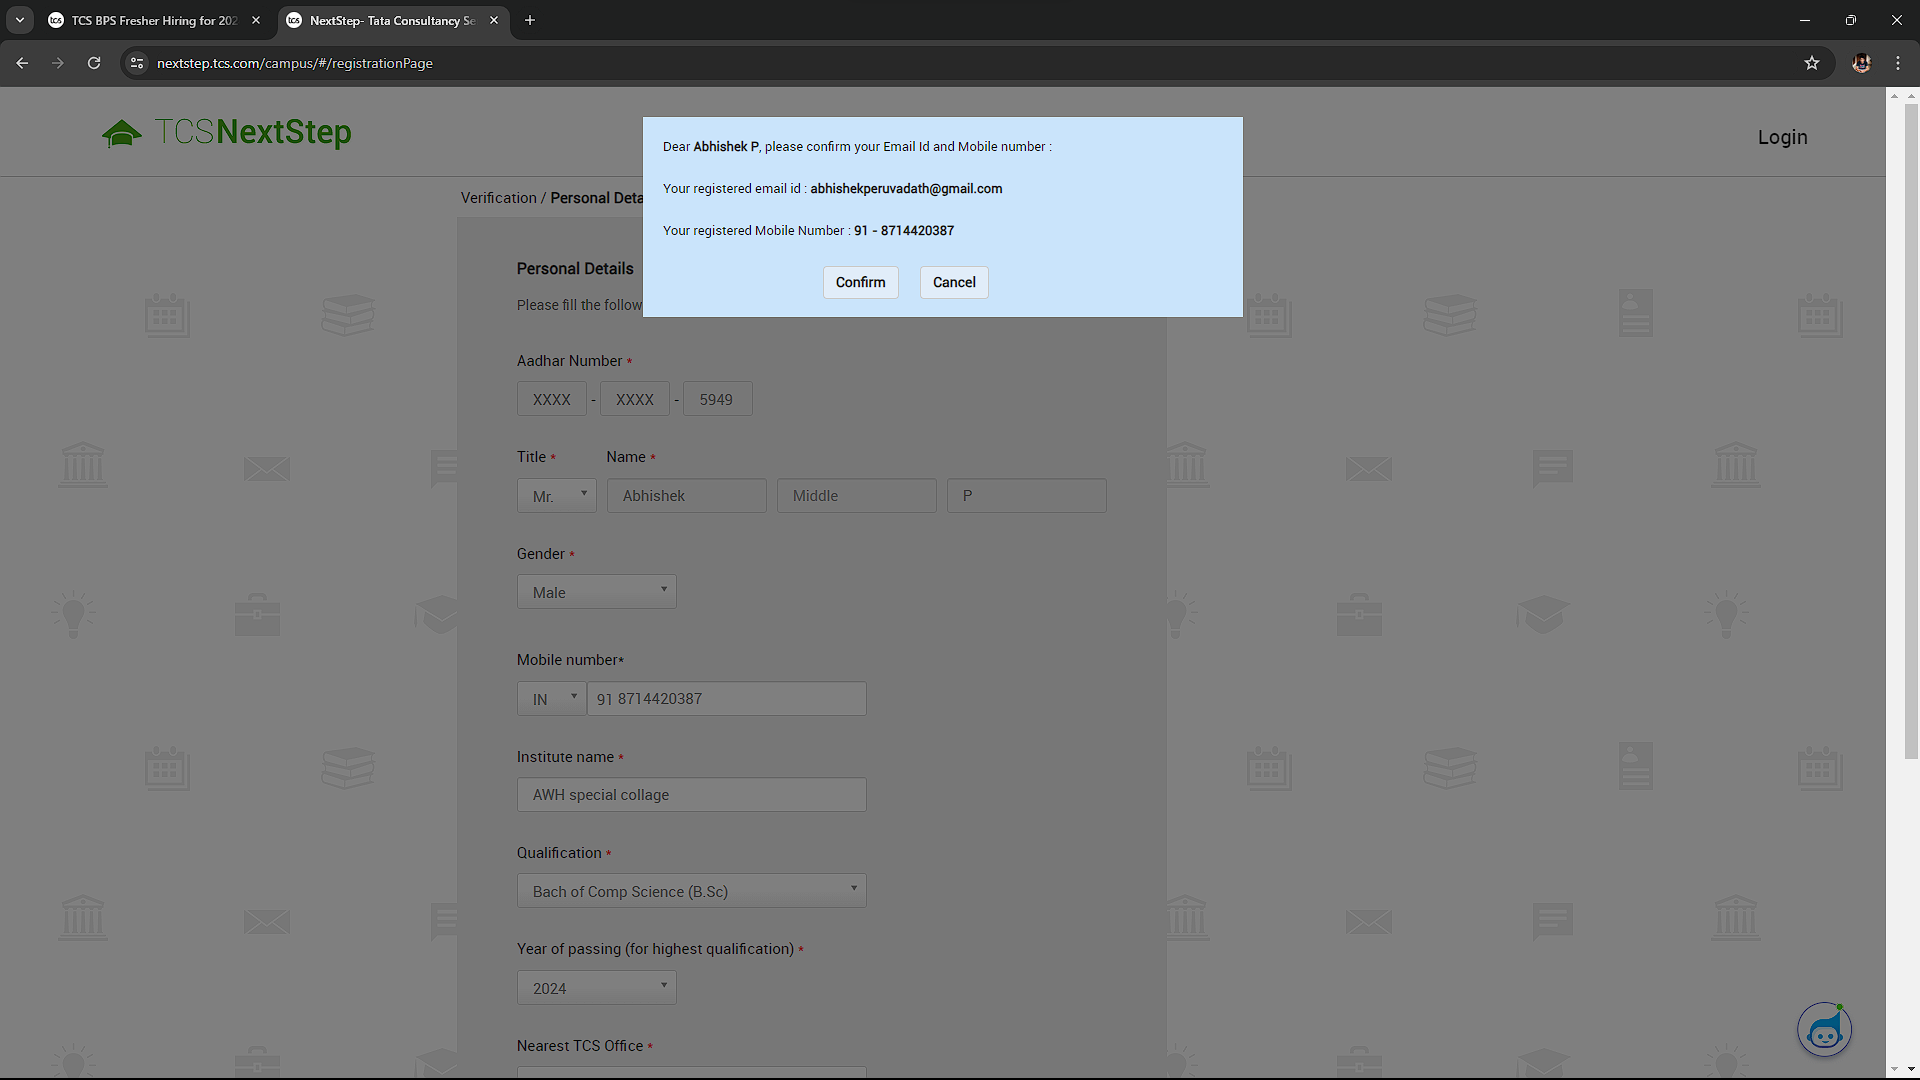 TCS BPS Fresher Hiring for 202
NextStep- Tata Consultancy Se
nextstep.tcs.com/campus/#/registrationPage
TCSNextStep
Login
Dear Abhishek P, please confirm your Email Id and Mobile number :
Your registered email id : abhishekperuvadath@gmail.com
Your registered Mobile Number : 91 - 8714420387
Confirm Cancel
Verification / Personal Deta
Personal Details
Please fill the follow
Aadhar Number *
XXXX - XXXX - 5949
Title * Name *
Mr. Abhishek Middle P
Gender *
Male
Mobile number*
IN 91 8714420387
Institute name *
AWH special collage
Qualification *
Bach of Comp Science (B.Sc)
Year of passing (for highest qualification) *
2024
Nearest TCS Office *